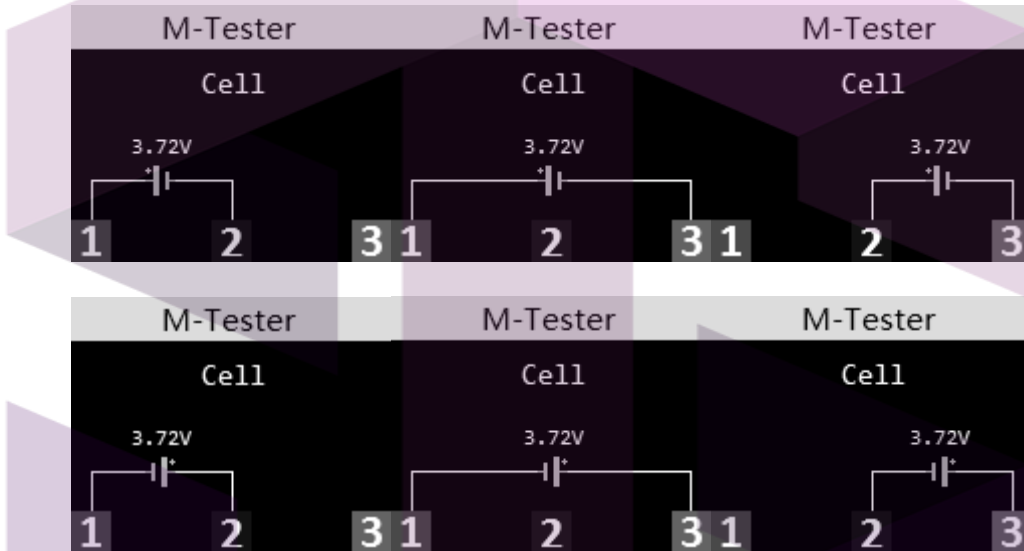 M-Tester M-Tester M-Tester
Cell Cell Cell
3.72V 3.72V 3.72V
+ + +
1 2 3 1 2 3 1 2 3
M-Tester M-Tester M-Tester
Cell Cell Cell
3.72V 3.72V 3.72V
+ + +
1 2 3 1 2 3 1 2 3